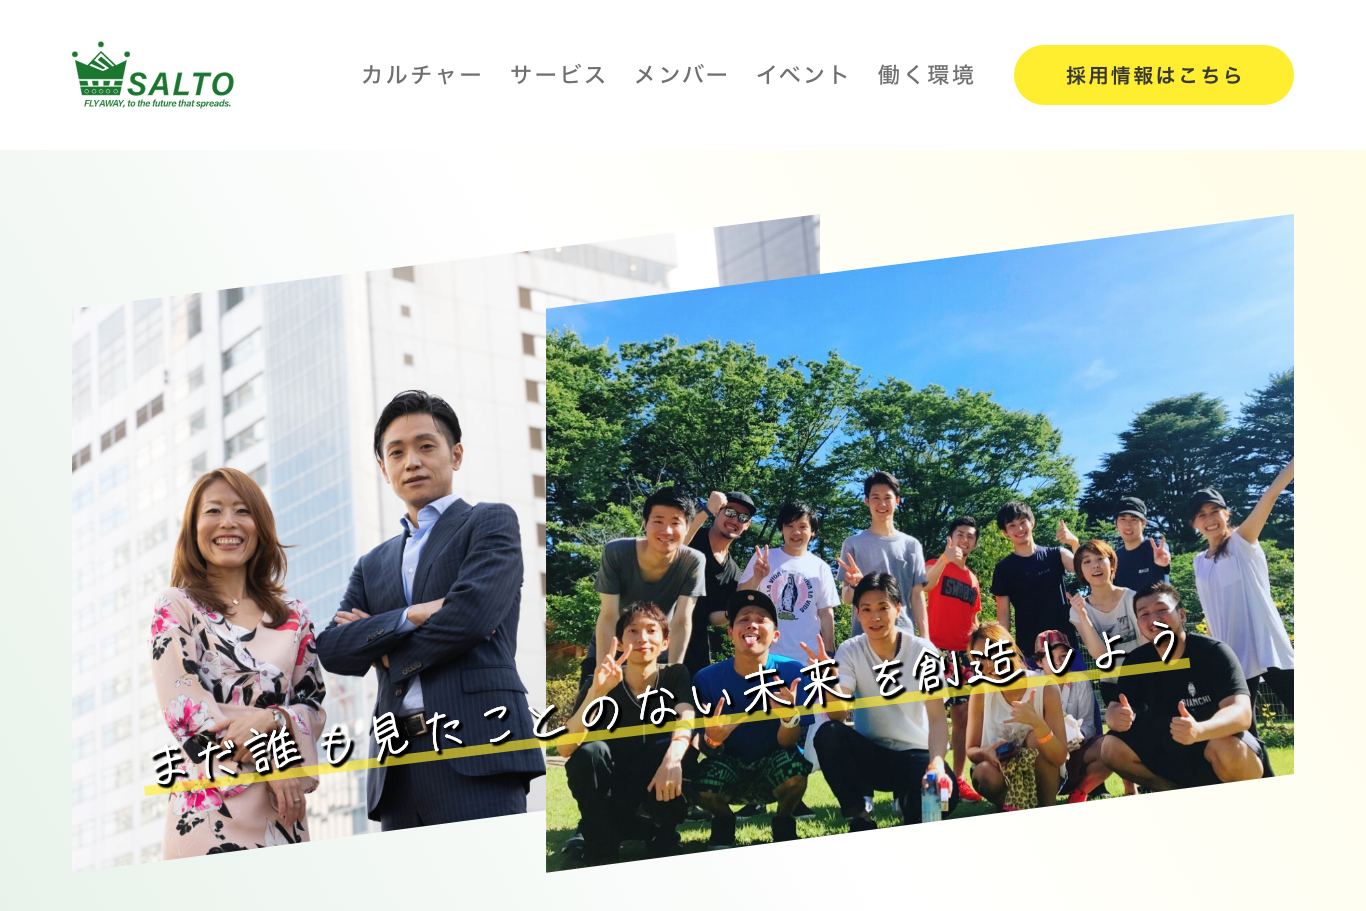 SALTO
FLY AWAY, to the future that spreads.
カルチャー
サービス
メンバー
イベント
働く環境
採用情報はこちら
まだ誰も見たことのない未来を創造しよう